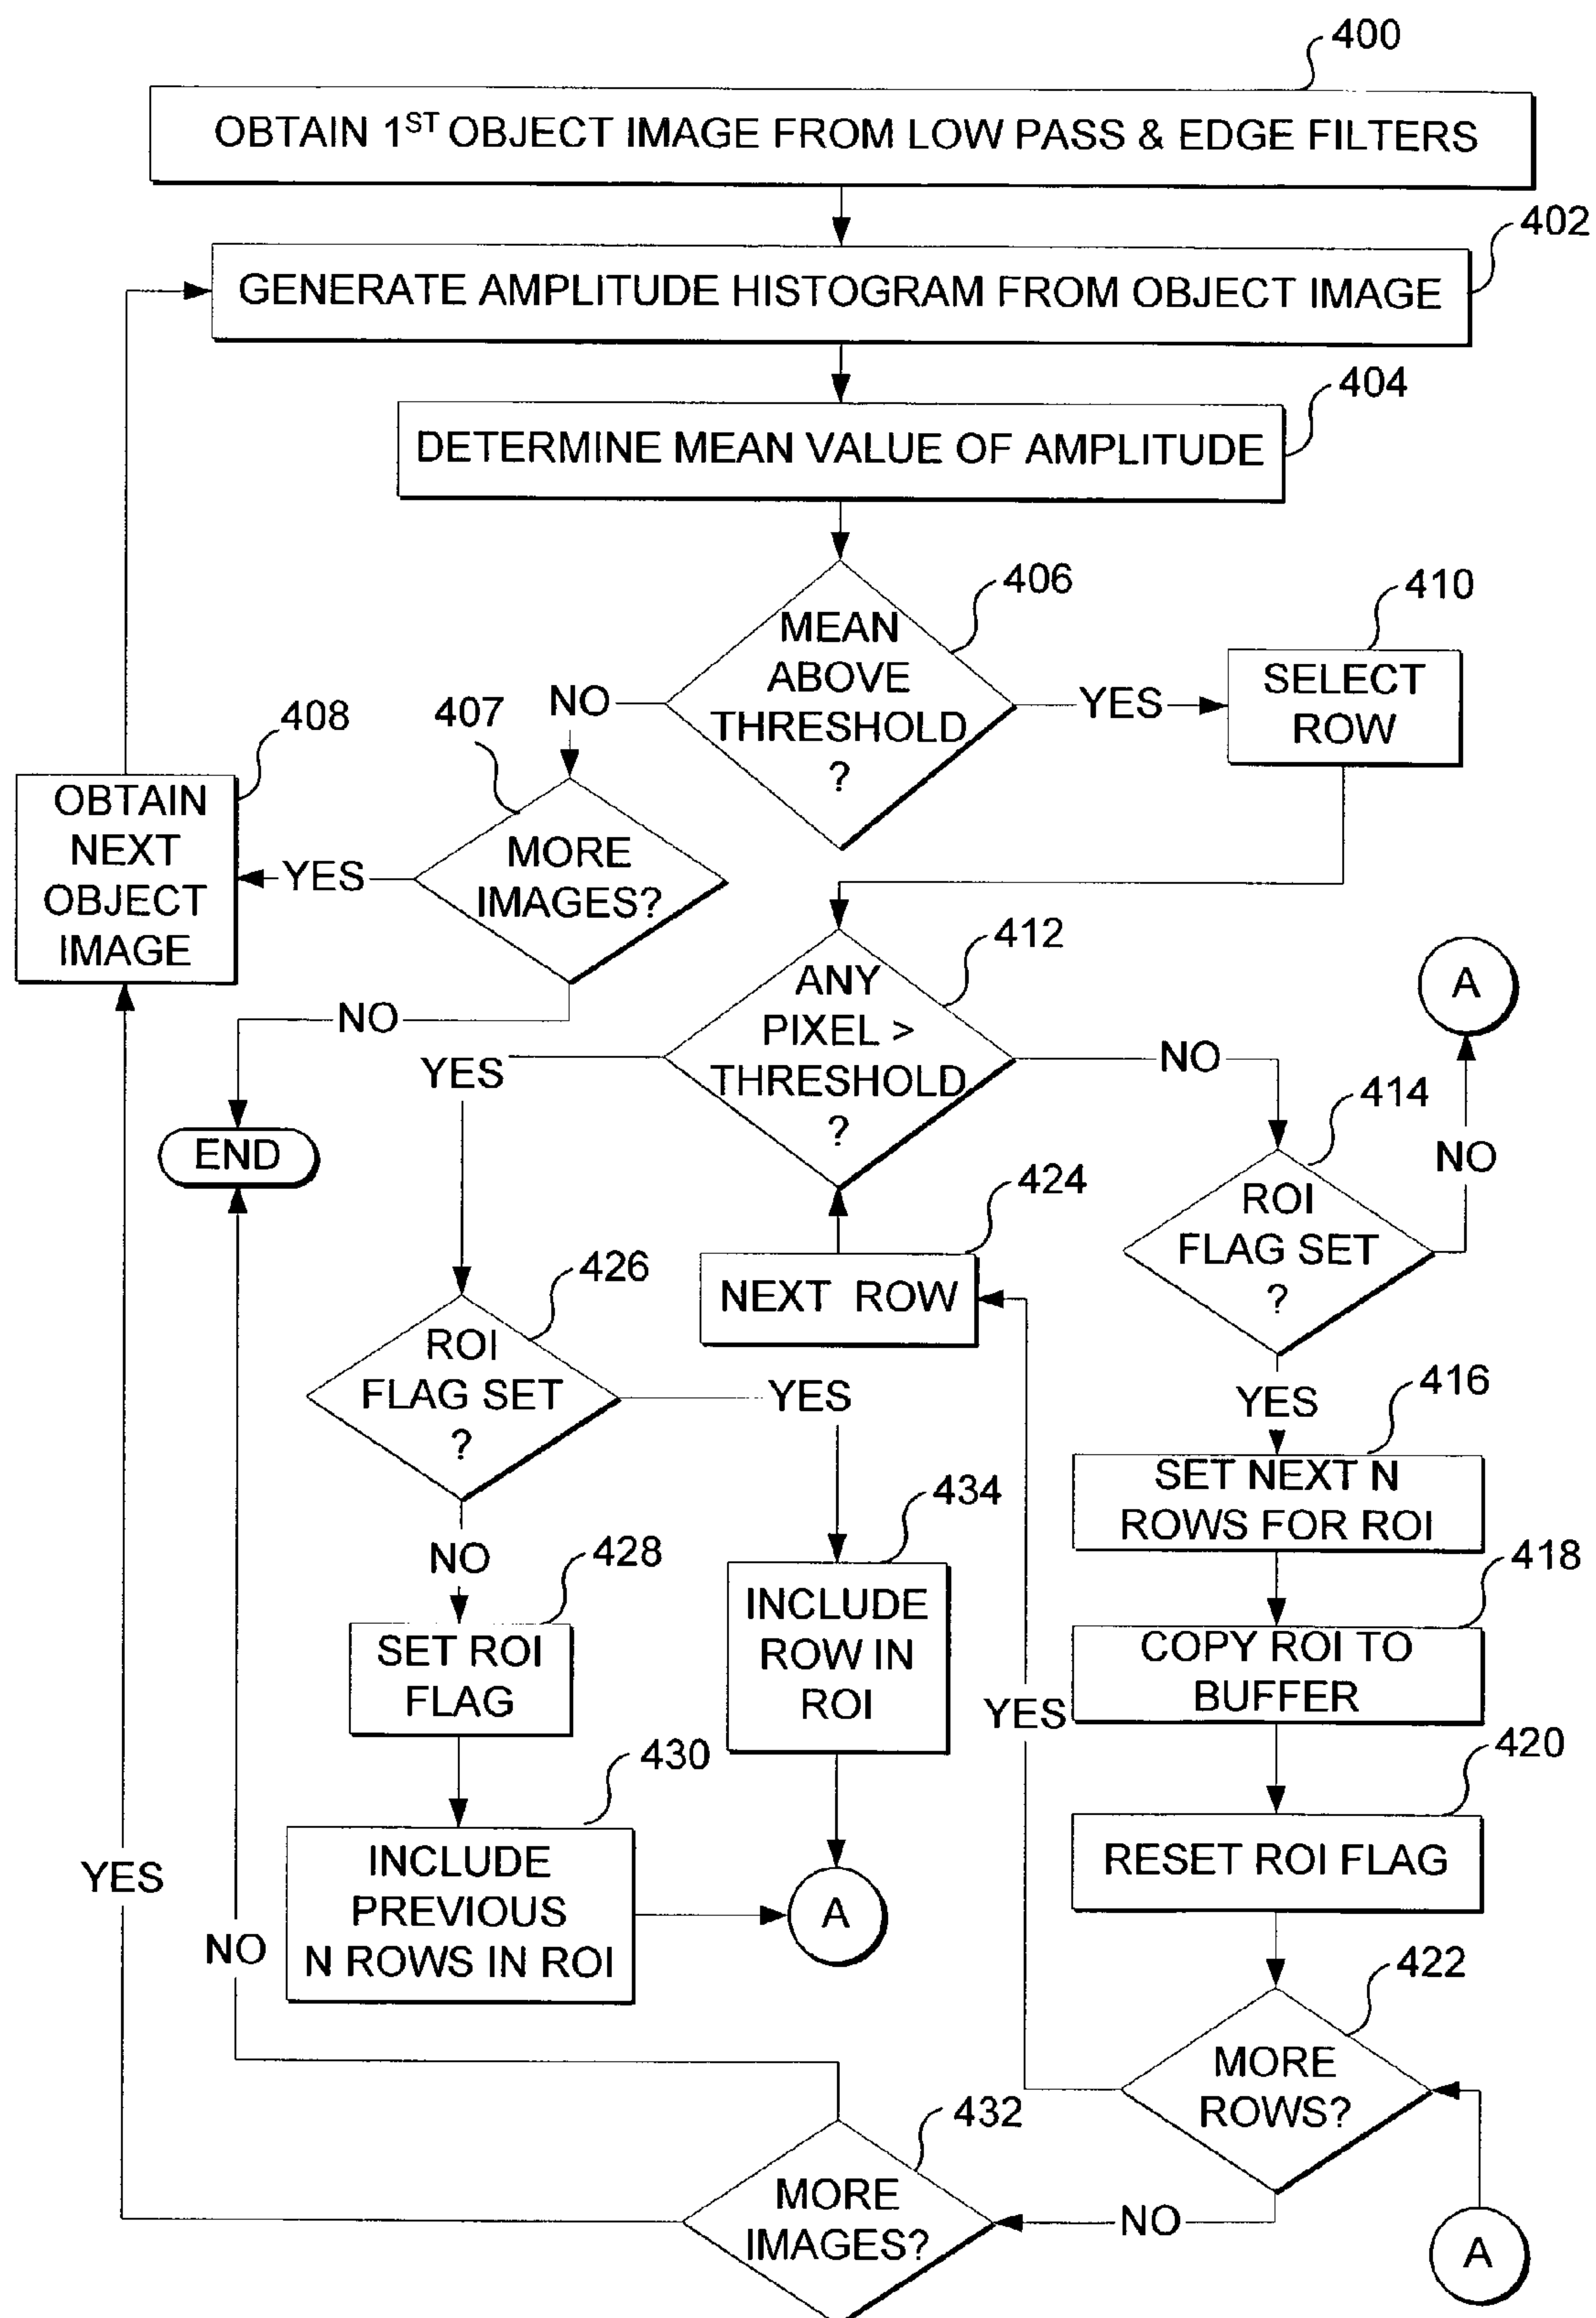 400
OBTAIN 1ST OBJECT IMAGE FROM LOW PASS & EDGE FILTERS
402
GENERATE AMPLITUDE HISTOGRAM FROM OBJECT IMAGE
404
DETERMINE MEAN VALUE OF AMPLITUDE
406
MEAN
ABOVE
THRESHOLD
?
NO
YES
410
SELECT
ROW
407
MORE
IMAGES?
YES
NO
408
OBTAIN
NEXT
OBJECT
IMAGE
END
412
ANY
PIXEL >
THRESHOLD
?
YES
NO
A
NO
414
ROI
FLAG SET
?
YES
424
NEXT ROW
426
ROI
FLAG SET
?
YES
NO
416
SET NEXT N
ROWS FOR ROI
434
INCLUDE
ROW IN
ROI
428
SET ROI
FLAG
418
COPY ROI TO
BUFFER
YES
420
RESET ROI FLAG
430
INCLUDE
PREVIOUS
N ROWS IN ROI
A
YES
NO
422
MORE
ROWS?
432
MORE
IMAGES?
NO
A